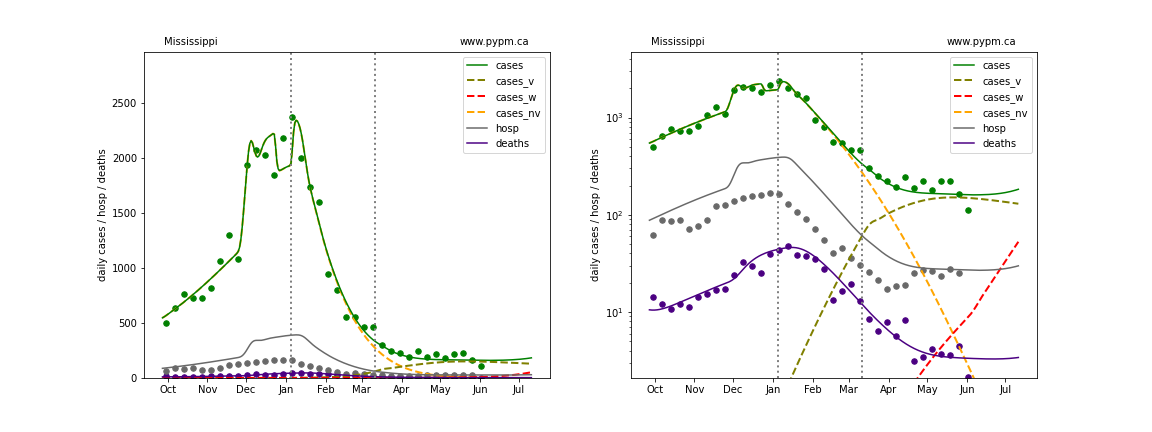 Mississippi www.pypm.ca
cases
cases_v
cases_w
cases_nv
hosp
deaths
daily cases / hosp / deaths
2500
2000
1500
1000
500
0
Oct Nov Dec Jan Feb Mar Apr May Jun Jul
Mississippi www.pypm.ca
cases
cases_v
cases_w
cases_nv
hosp
deaths
daily cases / hosp / deaths
10³
10²
10¹
Oct Nov Dec Jan Feb Mar Apr May Jun Jul